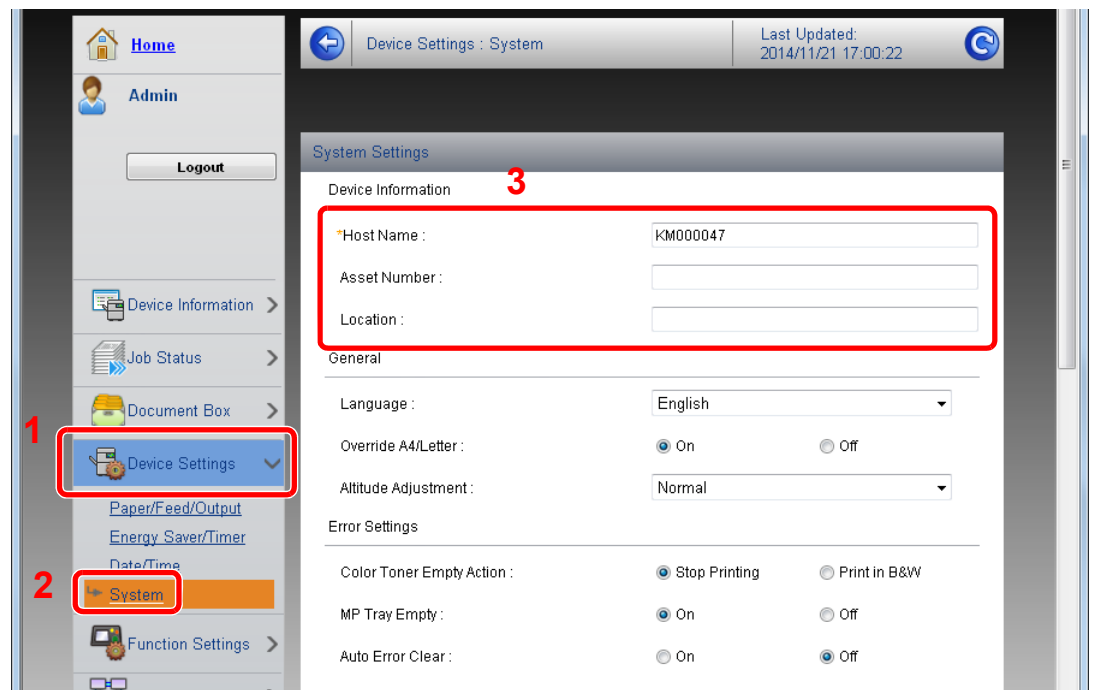 Home
Device Settings : System
Last Updated:
2014/11/21 17:00:22
Admin
Logout
System Settings
3
Device Information
*Host Name :
KM000047
Asset Number :
Location :
Device Information
Job Status
General
Document Box
Language :
English
1
Override A4/Letter :
On
Off
Device Settings
Altitude Adjustment :
Normal
Paper/Feed/Output
Error Settings
Energy Saver/Timer
Date/Time
Color Toner Empty Action :
Stop Printing
Print in B&W
2
System
MP Tray Empty :
On
Off
Function Settings
Auto Error Clear :
On
Off